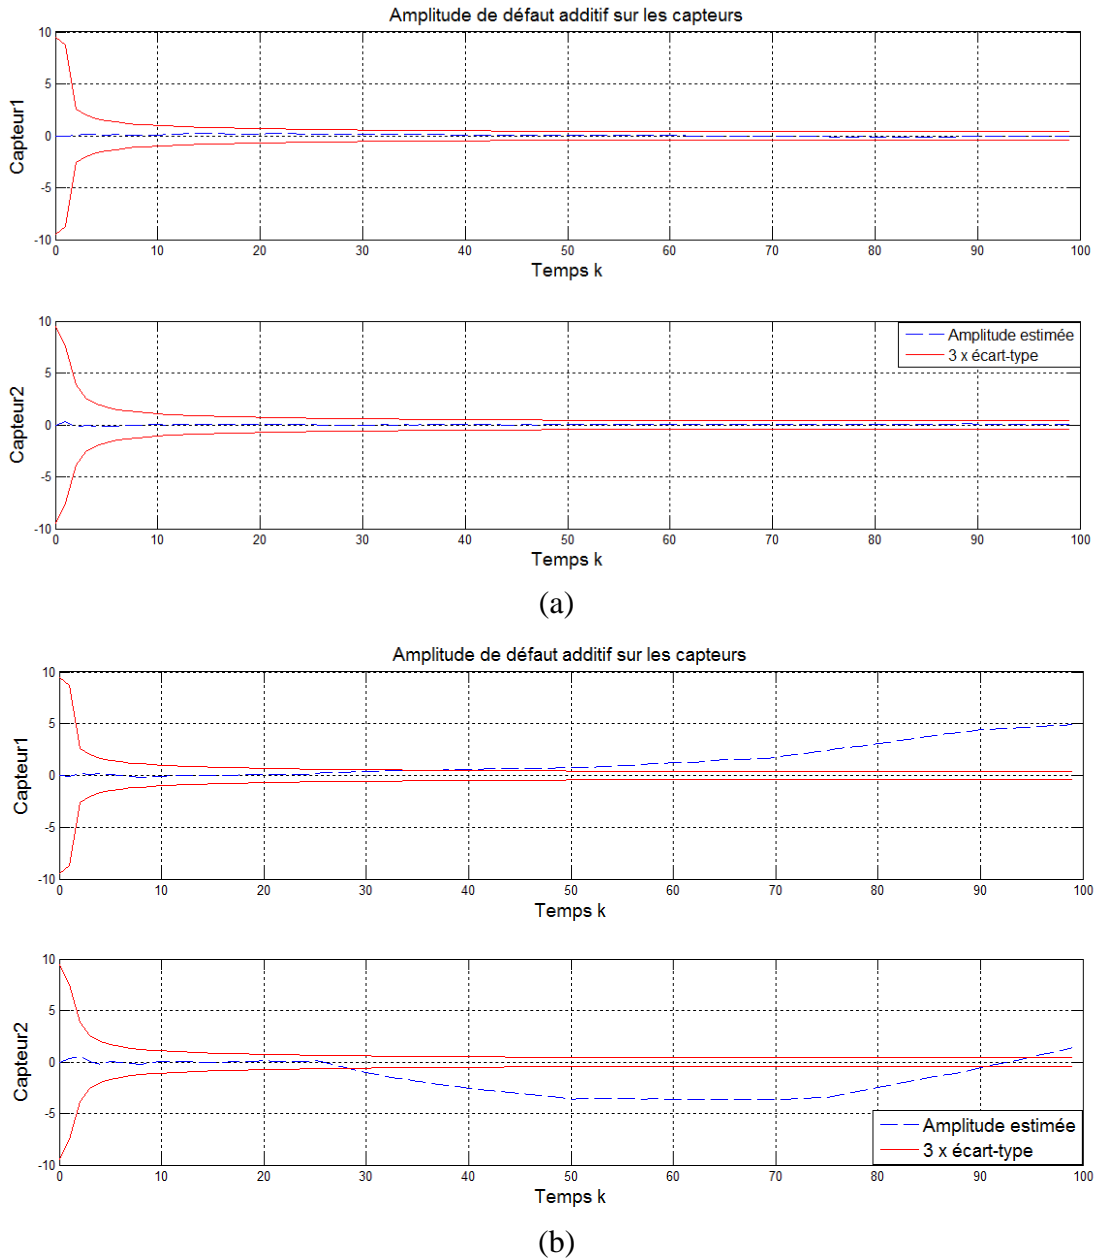 Amplitude de défaut additif sur les capteurs
10
5
0
-5
-10
Capteur1
0 10 20 30 40 50 60 70 80 90 100
Temps k
10
5
0
-5
-10
Capteur2
Amplitude estimée
3 x écart-type
0 10 20 30 40 50 60 70 80 90 100
Temps k
(a)
Amplitude de défaut additif sur les capteurs
10
5
0
-5
-10
Capteur1
0 10 20 30 40 50 60 70 80 90 100
Temps k
10
5
0
-5
-10
Capteur2
Amplitude estimée
3 x écart-type
0 10 20 30 40 50 60 70 80 90 100
Temps k
(b)